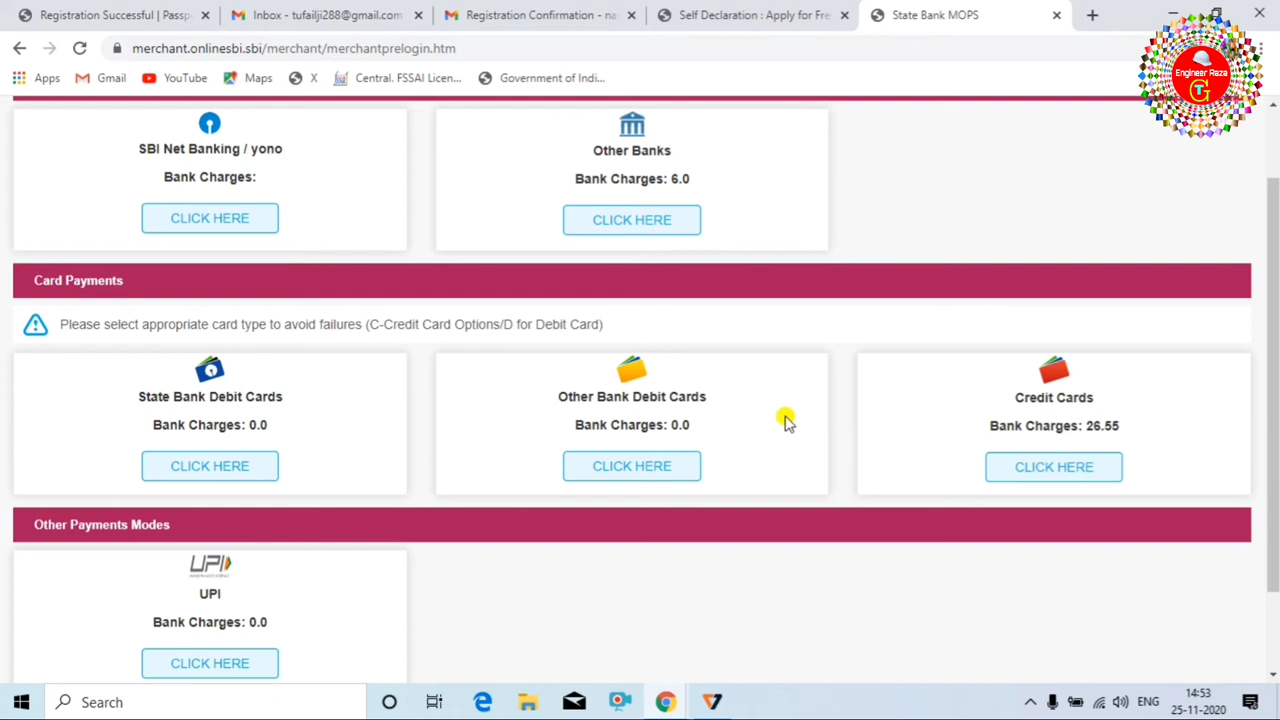 Registration Successful | Passp
Inbox - tufailji288@gmail.com
Registration Confirmation - na
Self Declaration : Apply for Fre
State Bank MOPS
merchant.onlinesbi.sbi/merchant/merchantprelogin.htm
Apps
Gmail
YouTube
Maps
X
Central. FSSAI Licen...
Government of Indi...
Engineer Raza
G
T
SBI Net Banking / yono
Bank Charges:
CLICK HERE
Other Banks
Bank Charges: 6.0
CLICK HERE
Card Payments
Please select appropriate card type to avoid failures (C-Credit Card Options/D for Debit Card)
State Bank Debit Cards
Bank Charges: 0.0
CLICK HERE
Other Bank Debit Cards
Bank Charges: 0.0
CLICK HERE
Credit Cards
Bank Charges: 26.55
CLICK HERE
Other Payments Modes
UPI
UPI
Bank Charges: 0.0
CLICK HERE
Search
ENG
14:53
25-11-2020